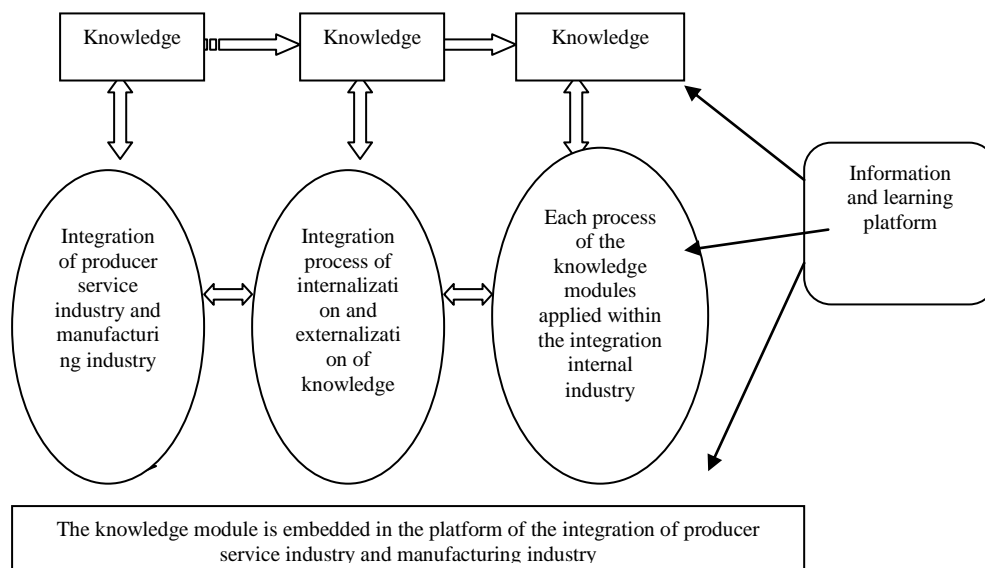 Knowledge
Knowledge
Knowledge
Integration
of producer
service
industry and
manufacturi
ng industry
Integration
process of
internalizati
on and
externalizati
on of
knowledge
Each process
of the
knowledge
modules
applied within
the integration
internal
industry
Information
and learning
platform
The knowledge module is embedded in the platform of the integration of producer
service industry and manufacturing industry